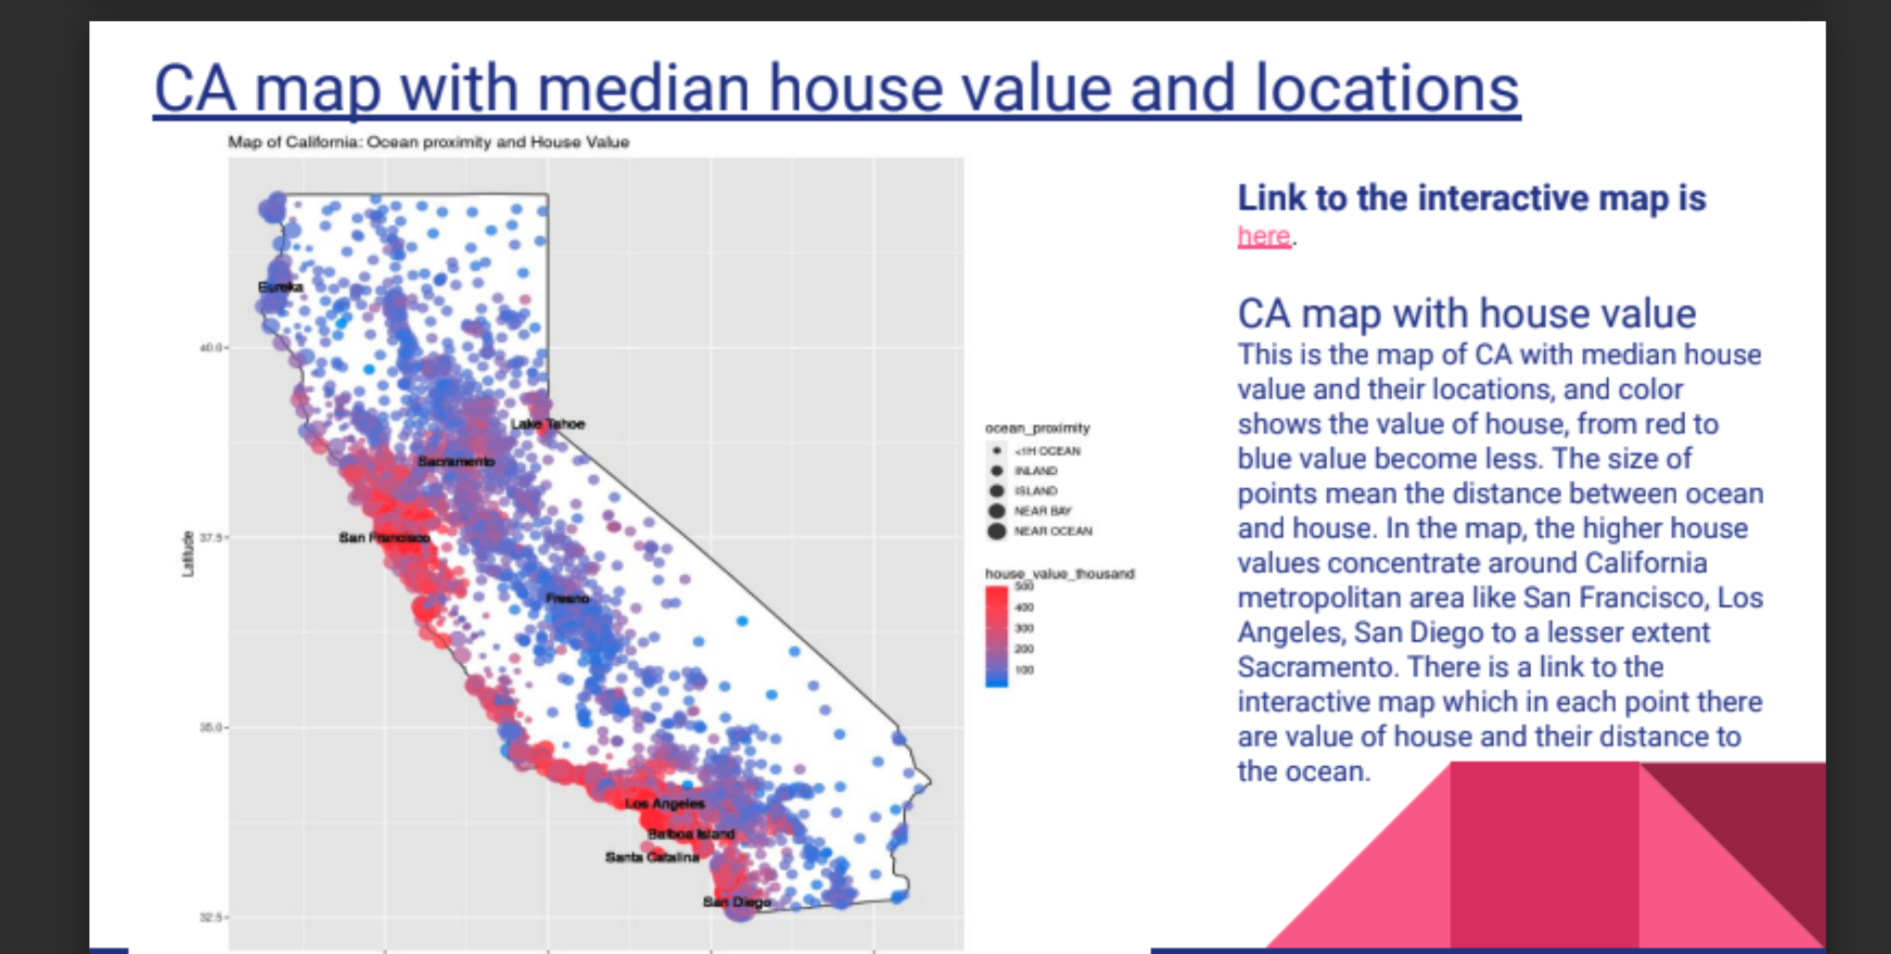 CA map with median house value and locations
Map of California: Ocean proximity and House Value
Eureka
40.0
Lake Tahoe
Sacramento
37.5
San Francisco
Latitude
Fresno
35.0
Los Angeles
Balboa Island
Santa Catalina
San Diego
32.5
ocean_proximity
<1H OCEAN
INLAND
ISLAND
NEAR BAY
NEAR OCEAN
house_value_thousand
500
400
300
200
100
Link to the interactive map is
here.
CA map with house value
This is the map of CA with median house
value and their locations, and color
shows the value of house, from red to
blue value become less. The size of
points mean the distance between ocean
and house. In the map, the higher house
values concentrate around California
metropolitan area like San Francisco, Los
Angeles, San Diego to a lesser extent
Sacramento. There is a link to the
interactive map which in each point there
are value of house and their distance to
the ocean.